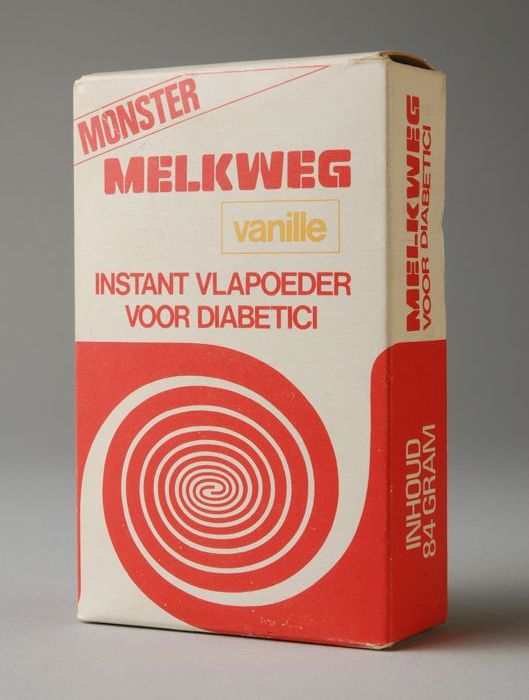 MONSTER
MELKWEG
vanille
INSTANT VLAPOEDER
VOOR DIABETICI
MELKWEG
VOOR DIABETICI
INHOUD
84 GRAM